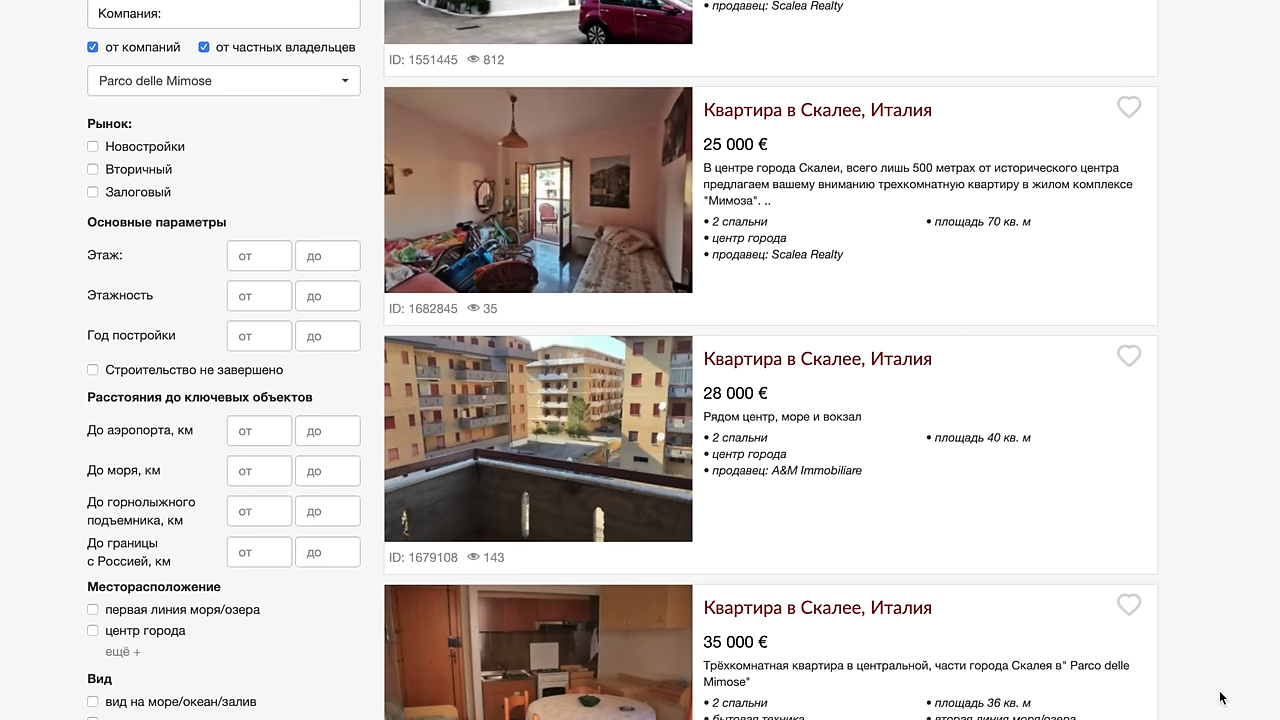 Компания:
от компаний
от частных владельцев
Parco delle Mimose
Рынок:
Новостройки
Вторичный
Залоговый
Основные параметры
Этаж:
от
до
Этажность
от
до
Год постройки
от
до
Строительство не завершено
Расстояния до ключевых объектов
До аэропорта, км
от
до
До моря, км
от
до
До горнолыжного
подъемника, км
от
до
До границы
с Россией, км
от
до
Месторасположение
первая линия моря/озера
центр города
ещё +
Вид
вид на море/океан/залив
• продавец: Scalea Realty
ID: 1551445 812
Квартира в Скалее, Италия
25 000 €
В центре города Скалеи, всего лишь 500 метрах от исторического центра
предлагаем вашему вниманию трехкомнатную квартиру в жилом комплексе
"Мимоза". ..
• 2 спальни
• площадь 70 кв. м
• центр города
• продавец: Scalea Realty
ID: 1682845 35
Квартира в Скалее, Италия
28 000 €
Рядом центр, море и вокзал
• 2 спальни
• площадь 40 кв. м
• центр города
• продавец: A&M Immobiliare
ID: 1679108 143
Квартира в Скалее, Италия
35 000 €
Трёхкомнатная квартира в центральной, части города Скалея в" Parco delle
Mimose"
• 2 спальни
• площадь 36 кв. м
• бытовая техника
• вторая линия моря/озера